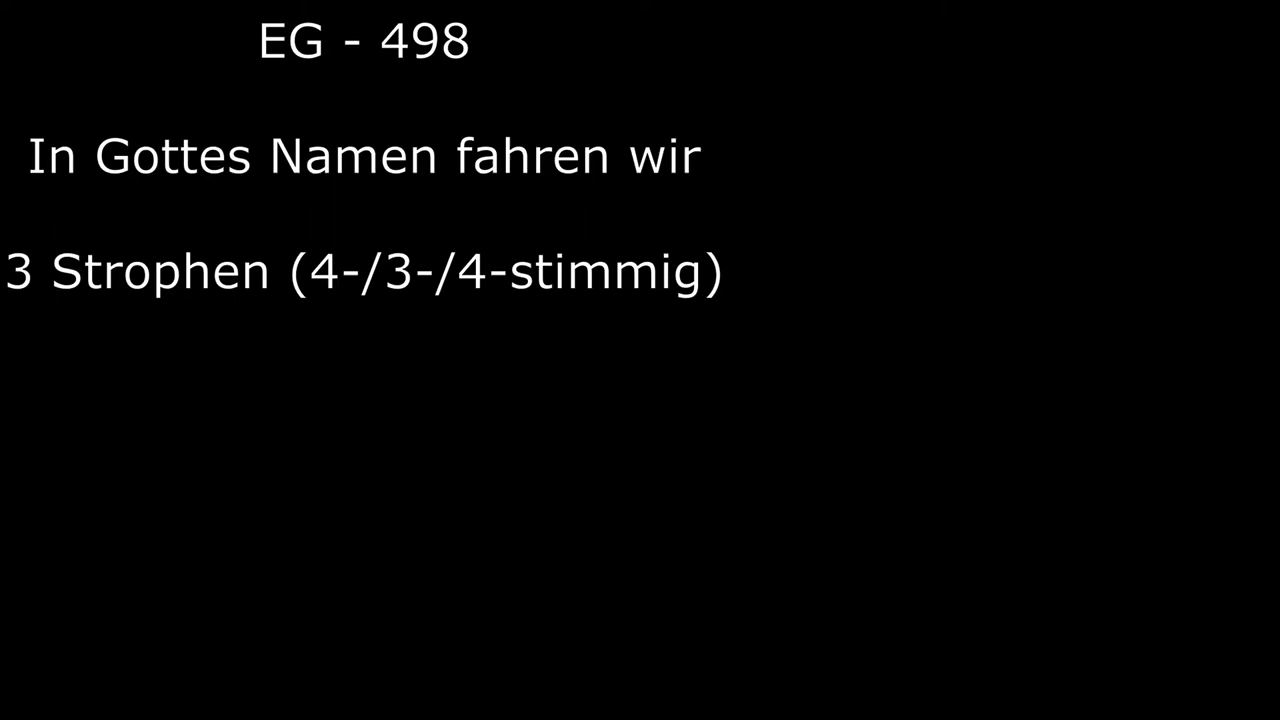 EG - 498
In Gottes Namen fahren wir
3 Strophen (4-/3-/4-stimmig)